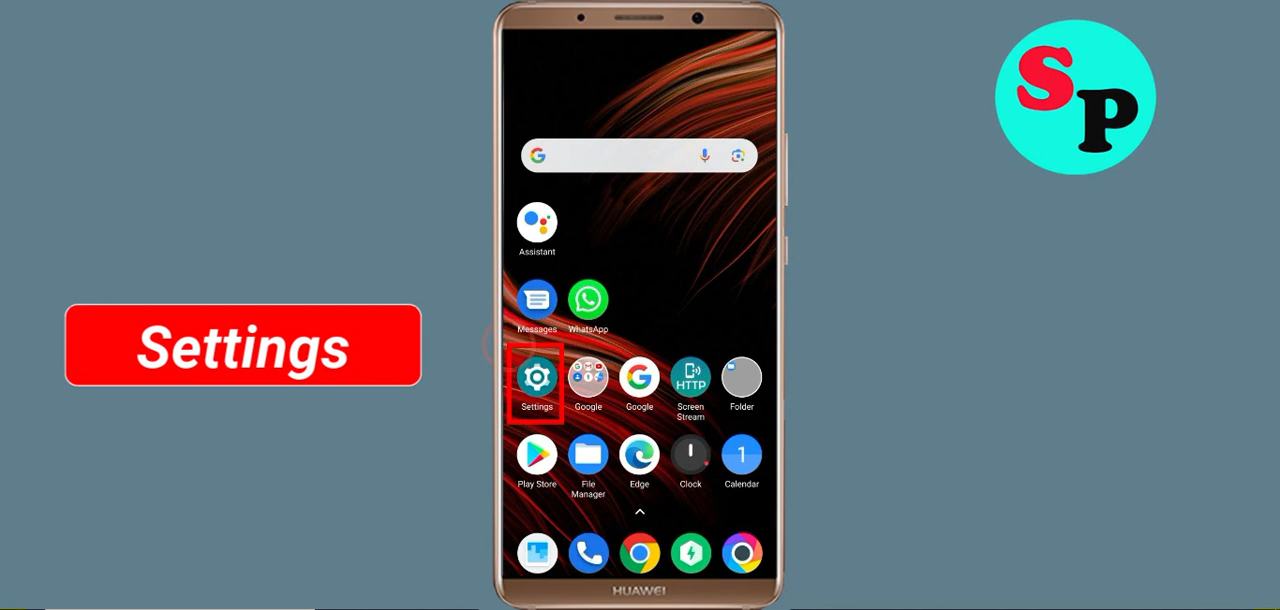 S
P
Assistant
Messages
WhatsApp
Settings
Settings
Google
Google
HTTP
Screen
Stream
Folder
Play Store
File
Manager
Edge
Clock
1
Calendar
HUAWEI